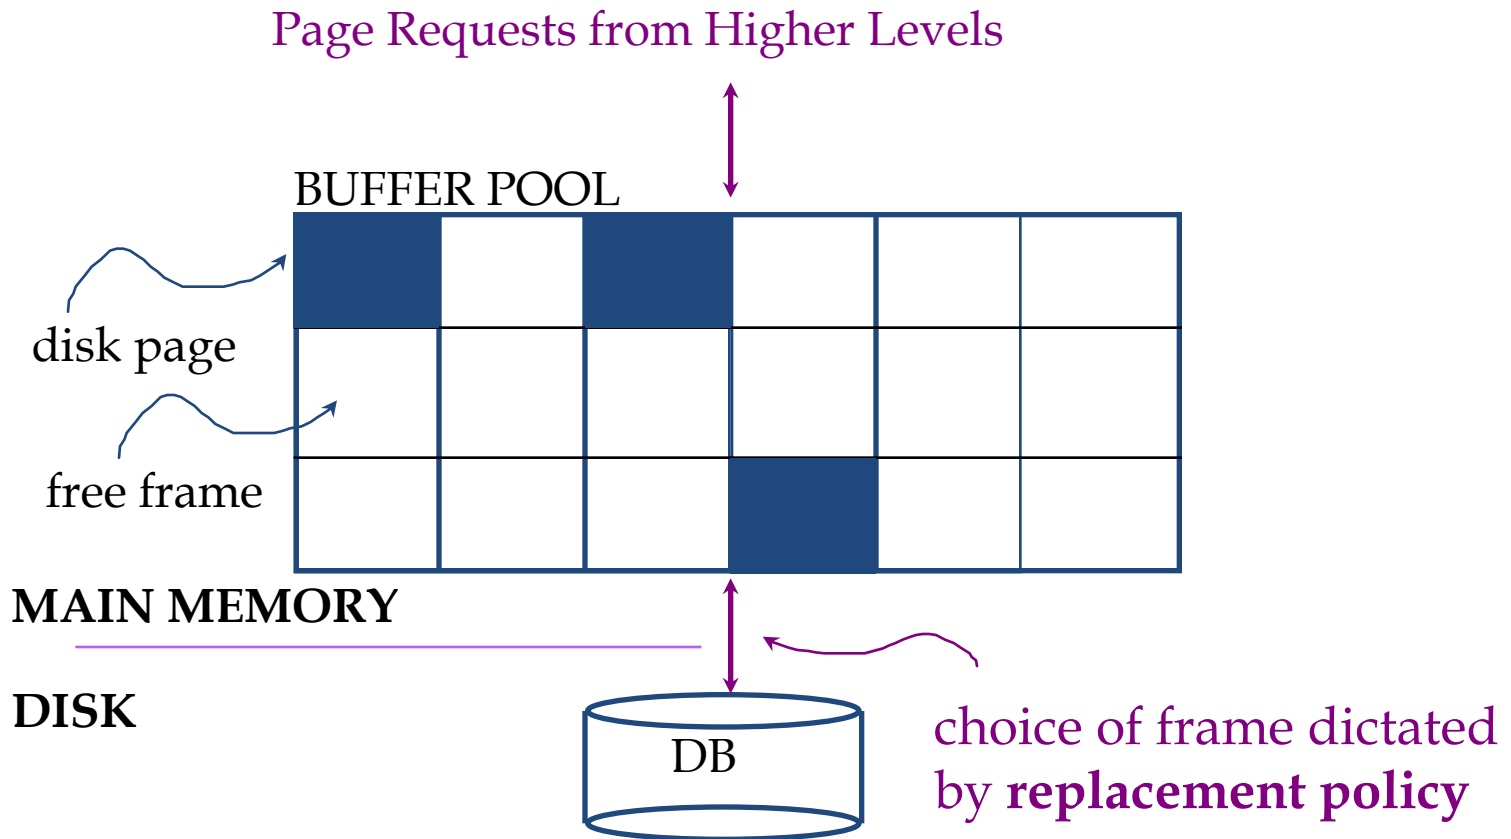 Page Requests from Higher Levels
BUFFER POOL
disk page
free frame
MAIN MEMORY
DISK
DB
choice of frame dictated
by replacement policy